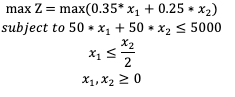 max Z = max(0.35* x₁ + 0.25 * x₂)
subject to 50 * x₁ + 50 * x₂ ≤ 5000
x₁ ≤ x₂/2
x₁, x₂ ≥ 0